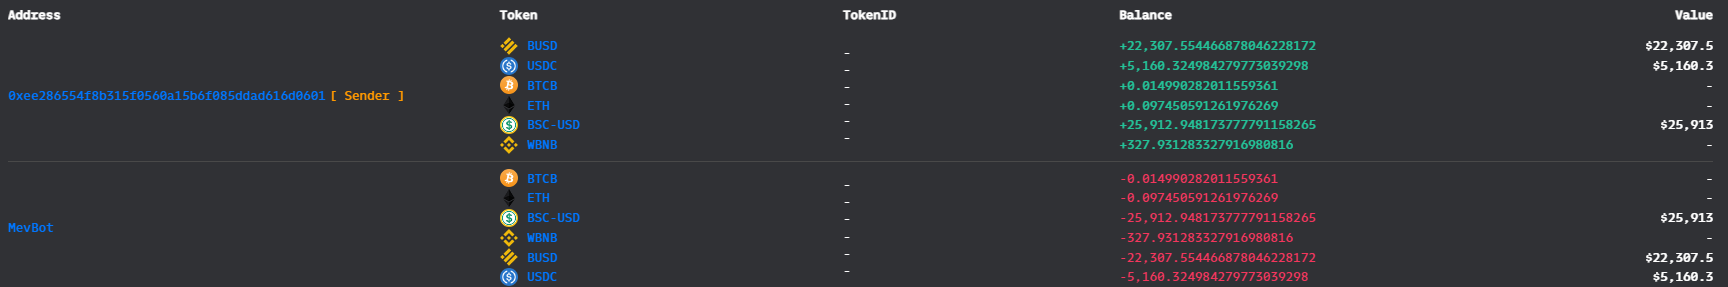 Address Token TokenID Balance Value
BUSD - +22,307.554466878046228172 $22,307.5
USDC - +5,160.324984279773039298 $5,160.3
BTCB - +0.014990282011559361 -
0xee286554f8b315f0560a15b6f085ddad616d0601 [ Sender ]
ETH - +0.097450591261976269 -
BSC-USD - +25,912.948173777791158265 $25,913
WBNB - +327.931283327916980816 -
BTCB - -0.014990282011559361 -
ETH - -0.097450591261976269 -
BSC-USD - -25,912.948173777791158265 $25,913
MevBot
WBNB - -327.931283327916980816 -
BUSD - -22,307.554466878046228172 $22,307.5
USDC - -5,160.324984279773039298 $5,160.3